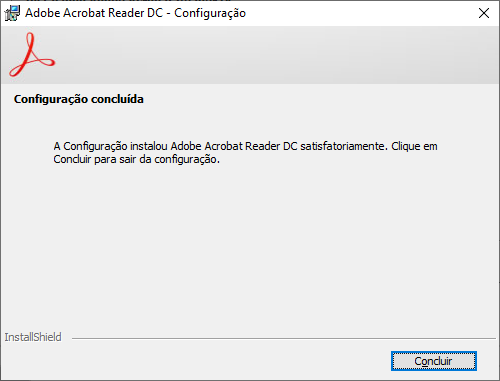 Adobe Acrobat Reader DC - Configuração
Configuração concluída
A Configuração instalou Adobe Acrobat Reader DC satisfatoriamente. Clique em
Concluir para sair da configuração.
InstallShield
Concluir